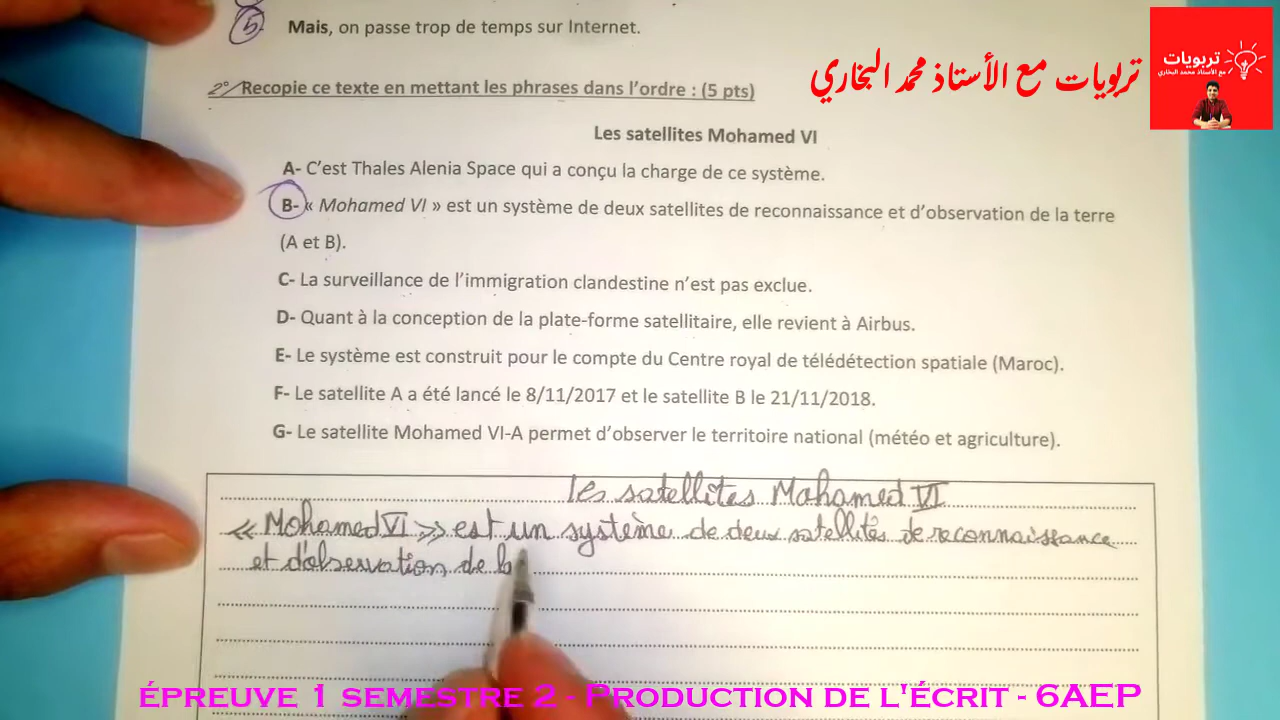 5 Mais, on passe trop de temps sur Internet.
تربويات مع الأستاذ محمد البخاري
تربويات
مع الأستاذ محمد البخاري
2°/ Recopie ce texte en mettant les phrases dans l'ordre : (5 pts)
Les satellites Mohamed VI
A- C'est Thales Alenia Space qui a conçu la charge de ce système.
B- « Mohamed VI » est un système de deux satellites de reconnaissance et d'observation de la terre
(A et B).
C- La surveillance de l'immigration clandestine n'est pas exclue.
D- Quant à la conception de la plate-forme satellitaire, elle revient à Airbus.
E- Le système est construit pour le compte du Centre royal de télédétection spatiale (Maroc).
F- Le satellite A a été lancé le 8/11/2017 et le satellite B le 21/11/2018.
G- Le satellite Mohamed VI-A permet d'observer le territoire national (météo et agriculture).
les satellites Mohamed VI
« Mohamed VI » est un système de deux satellites de reconnaissance
et d'observation de la
épreuve 1 semestre 2 - Production de l'écrit - 6AEP